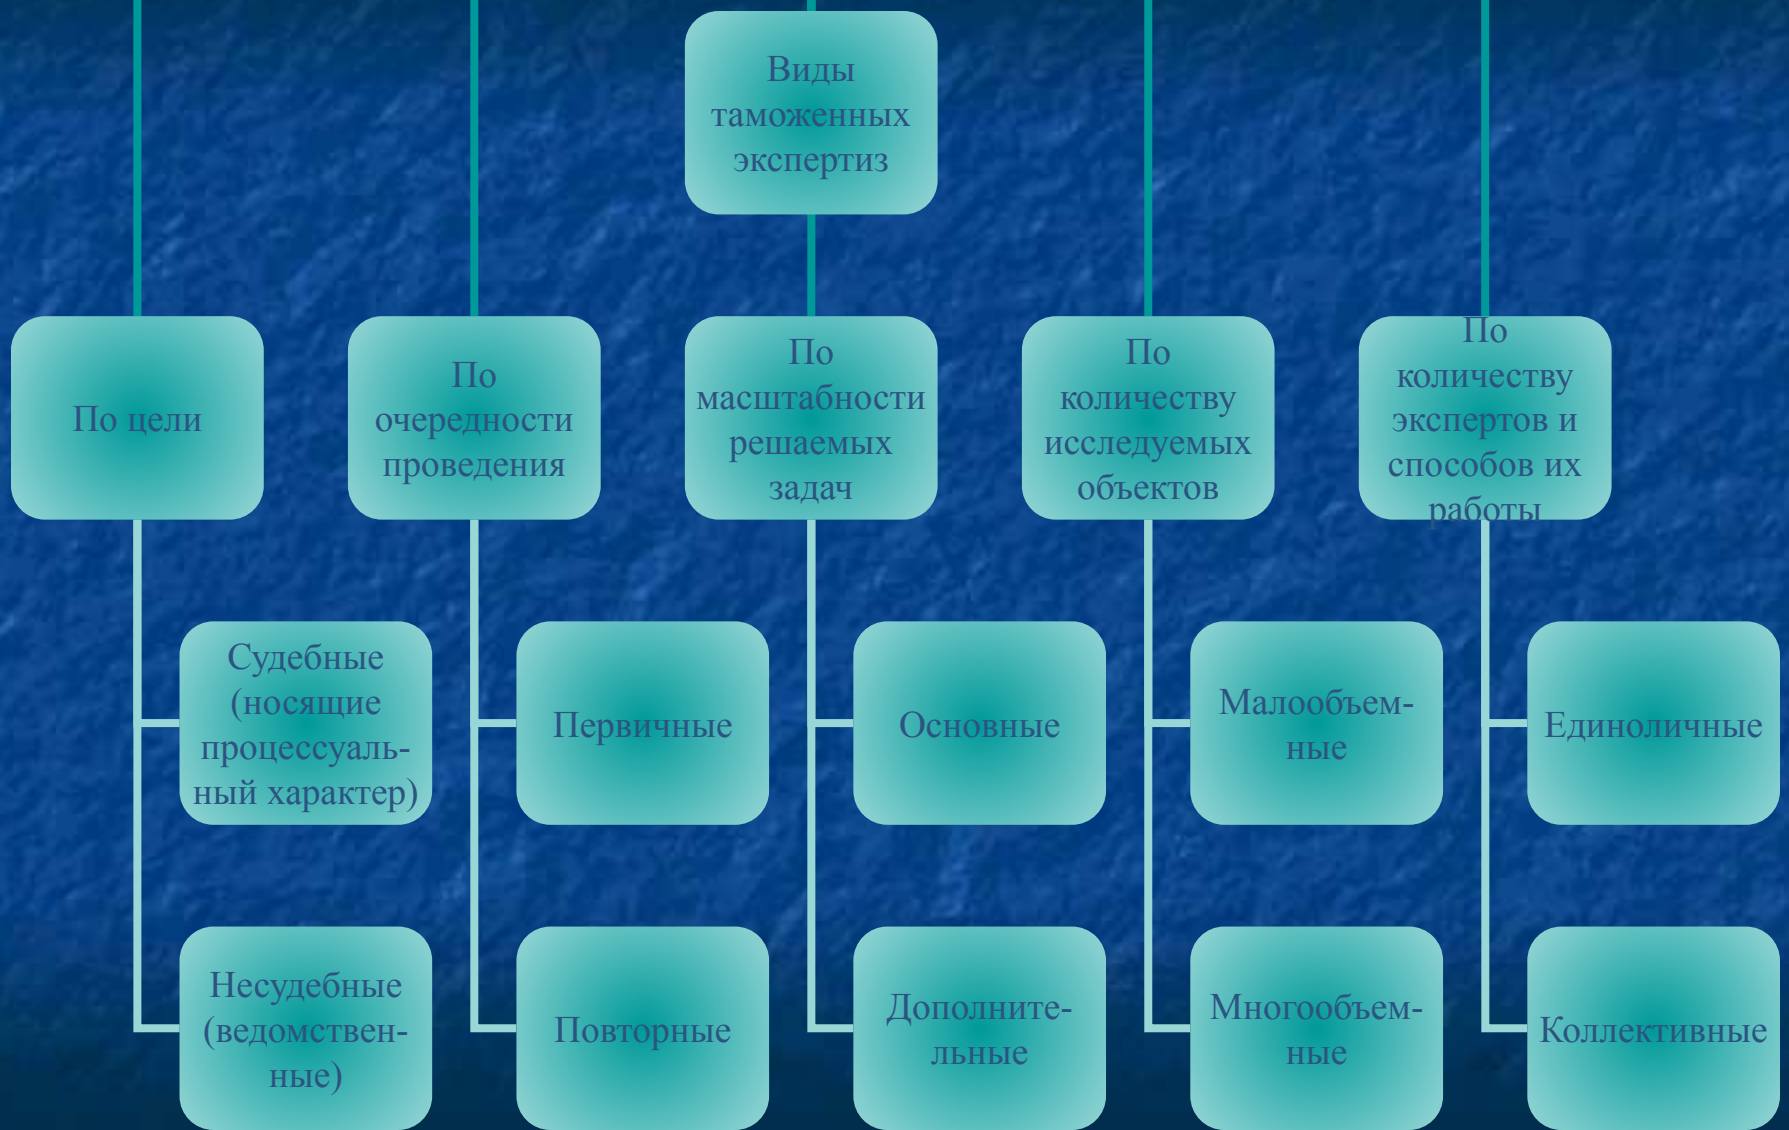 Виды
таможенных
экспертиз
По цели
По
очередности
проведения
По
масштабности
решаемых
задач
По
количеству
исследуемых
объектов
По
количеству
экспертов и
способов их
работы
Судебные
(носящие
процессуаль-
ный характер)
Первичные
Основные
Малообъем-
ные
Единоличные
Несудебные
(ведомствен-
ные)
Повторные
Дополните-
льные
Многообъем-
ные
Коллективные